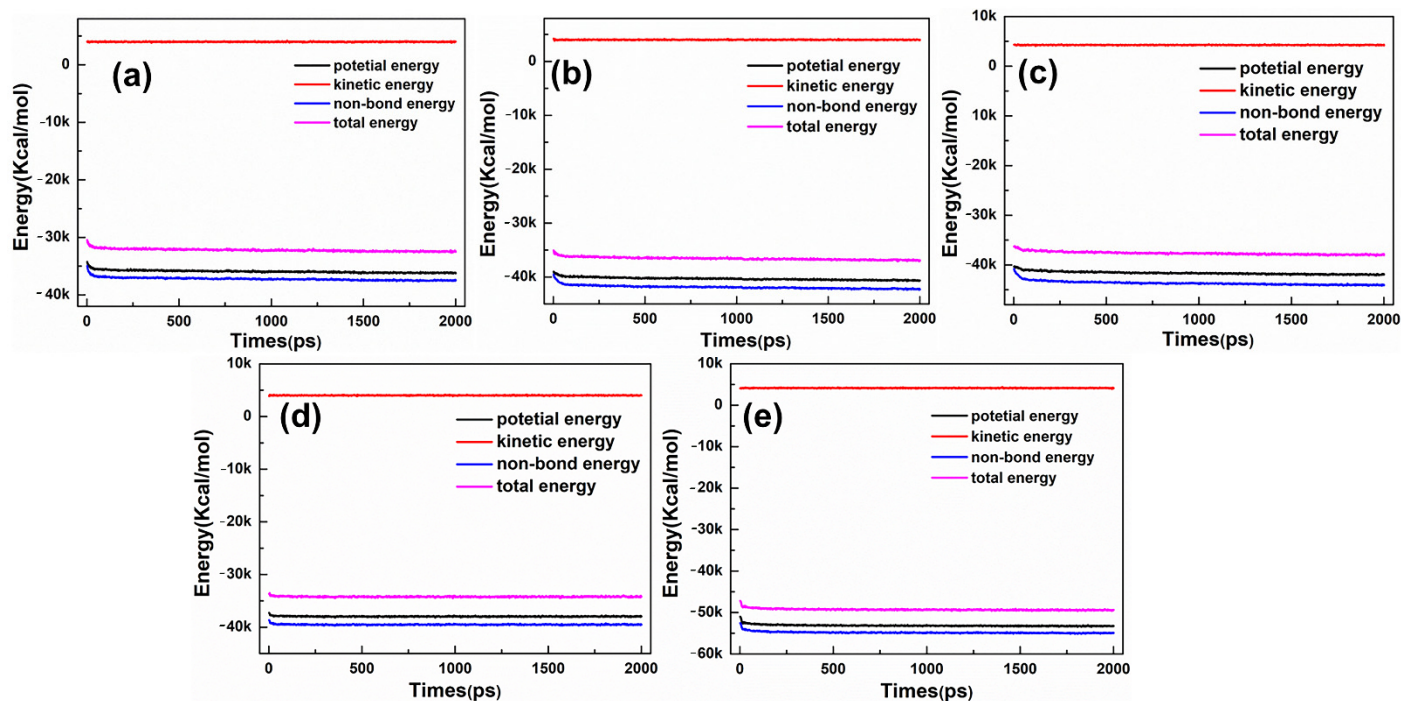 (a)
Energy(Kcal/mol)
0
-10k
-20k
-30k
-40k
potetial energy
kinetic energy
non-bond energy
total energy
0 500 1000 1500 2000
Times(ps)
(b)
Energy(Kcal/mol)
0
-20k
-30k
-40k
potetial energy
kinetic energy
non-bond energy
total energy
0 500 1000 1500 2000
Times(ps)
(c)
Energy(Kcal/mol)
10k
0
-10k
-20k
-30k
-40k
potetial energy
kinetic energy
non-bond energy
total energy
0 500 1000 1500 2000
Times(ps)
(d)
Energy(Kcal/mol)
10k
0
-10k
-20k
-30k
-40k
potetial energy
kinetic energy
non-bond energy
total energy
0 500 1000 1500 2000
Times(ps)
(e)
Energy(Kcal/mol)
10k
0
-10k
-20k
-30k
-40k
-50k
-60k
potetial energy
kinetic energy
non-bond energy
total energy
0 500 1000 1500 2000
Times(ps)